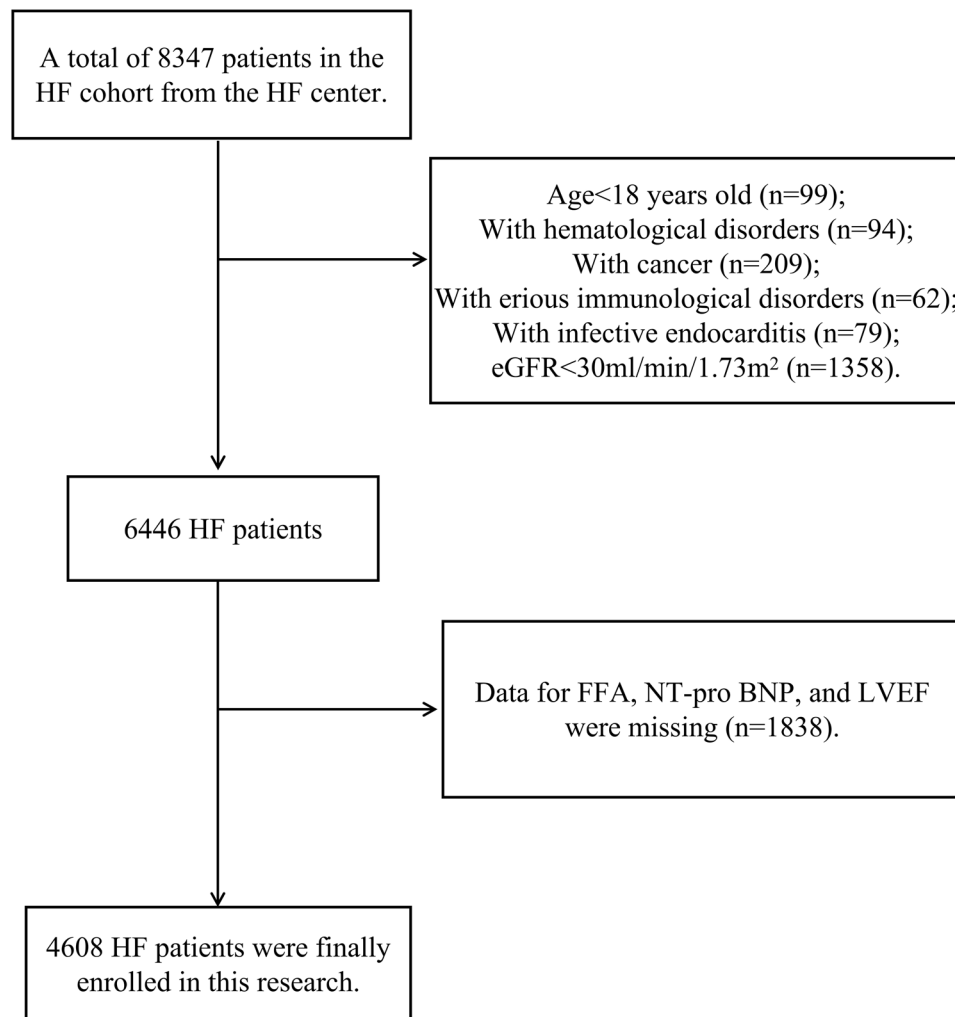 A total of 8347 patients in the
HF cohort from the HF center.
Age<18 years old (n=99);
With hematological disorders (n=94);
With cancer (n=209);
With erious immunological disorders (n=62);
With infective endocarditis (n=79);
eGFR<30ml/min/1.73m² (n=1358).
6446 HF patients
Data for FFA, NT-pro BNP, and LVEF
were missing (n=1838).
4608 HF patients were finally
enrolled in this research.